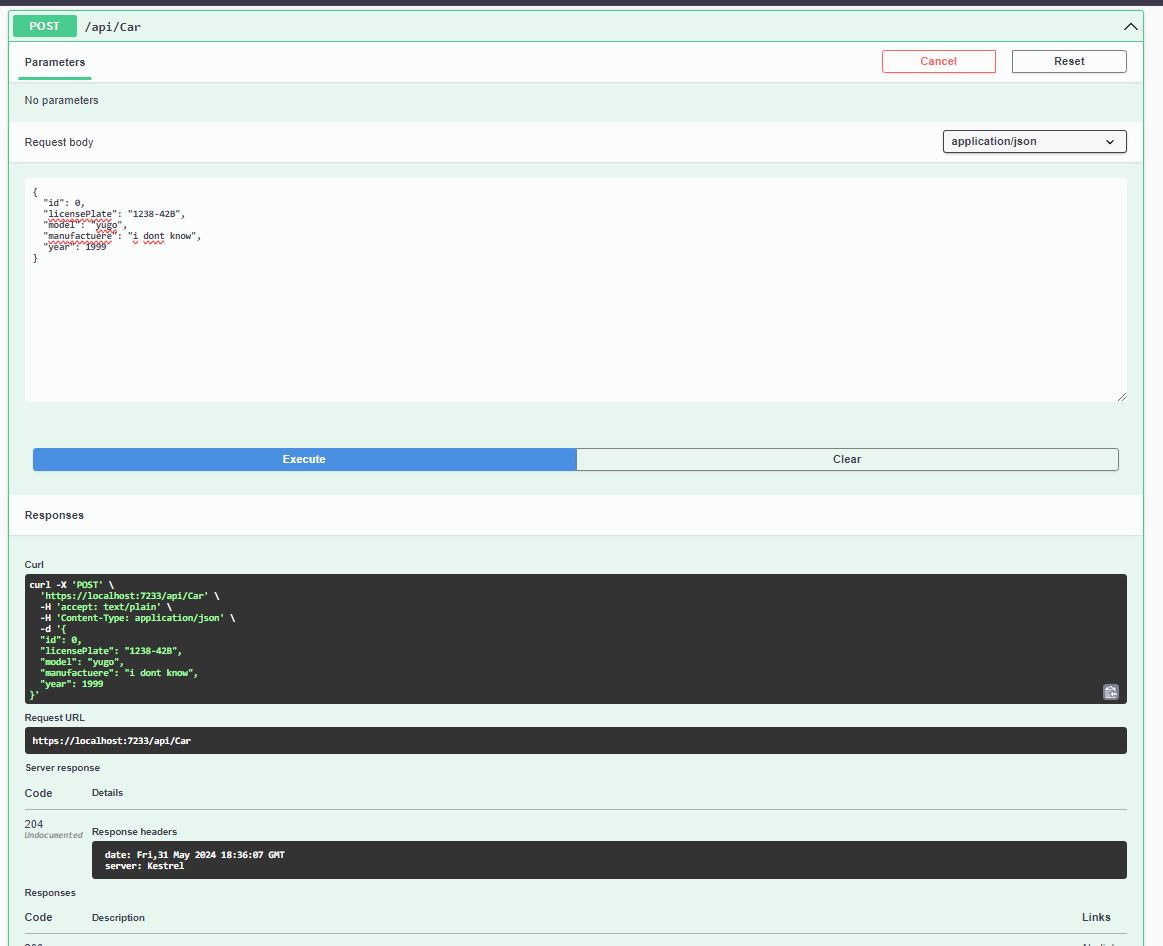 POST /api/Car
Parameters Cancel Reset
No parameters
Request body application/json
{
"id": 0,
"licensePlate": "1238-42B",
"model": "yugo",
"manufactuere": "i dont know",
"year": 1999
}
Execute Clear
Responses
Curl
curl -X 'POST' \
'https://localhost:7233/api/Car' \
-H 'accept: text/plain' \
-H 'Content-Type: application/json' \
-d '{
"id": 0,
"licensePlate": "1238-42B",
"model": "yugo",
"manufactuere": "i dont know",
"year": 1999
}'
Request URL
https://localhost:7233/api/Car
Server response
Code Details
204
Undocumented
Response headers
date: Fri,31 May 2024 18:36:07 GMT
server: Kestrel
Responses
Code Description Links